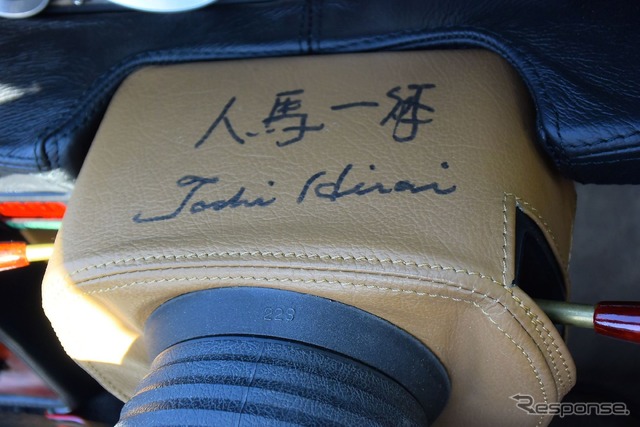 人馬一体
Toshi Hirai
229
Response.